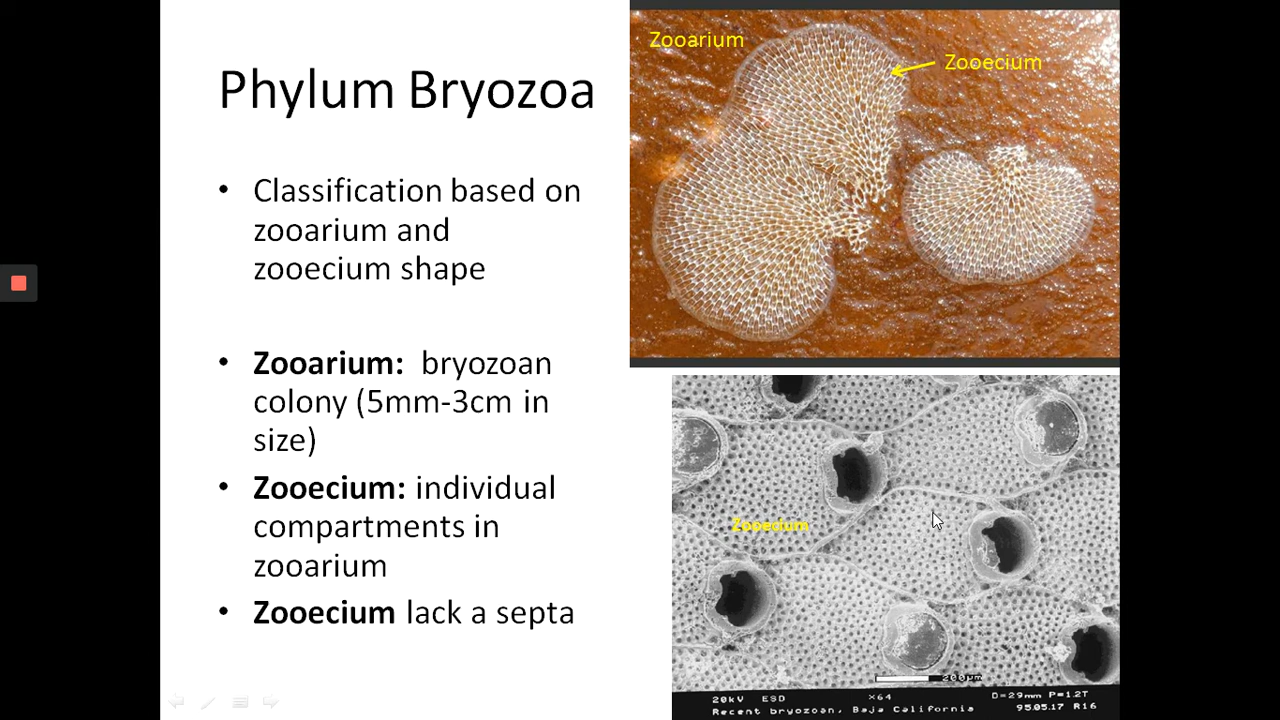 Phylum Bryozoa
• Classification based on
zooarium and
zooecium shape
• Zooarium: bryozoan
colony (5mm-3cm in
size)
• Zooecium: individual
compartments in
zooarium
• Zooecium lack a septa
Zooarium
Zooecium
Zooecium
200µm
20kV ESD X64 D=29mm P=1.2T
Recent bryozoan, Baja California 95.05.17 R16